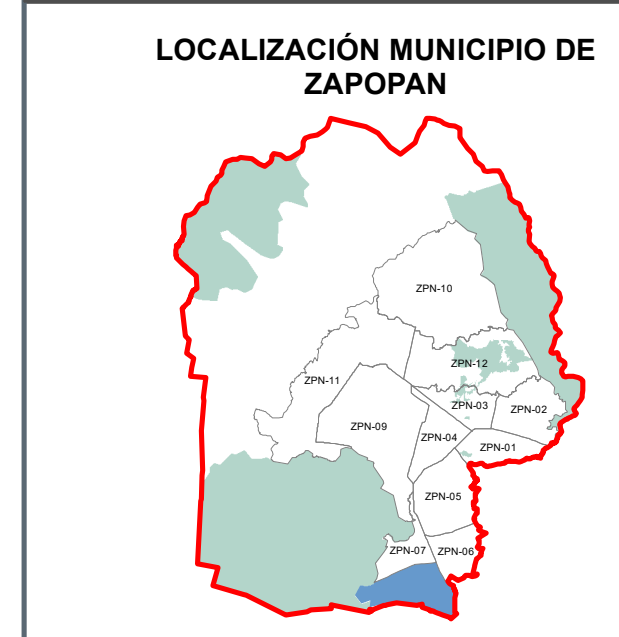 LOCALIZACIÓN MUNICIPIO DE
ZAPOPAN
ZPN-10
ZPN-12
ZPN-11
ZPN-03
ZPN-02
ZPN-09
ZPN-04
ZPN-01
ZPN-05
ZPN-07
ZPN-06